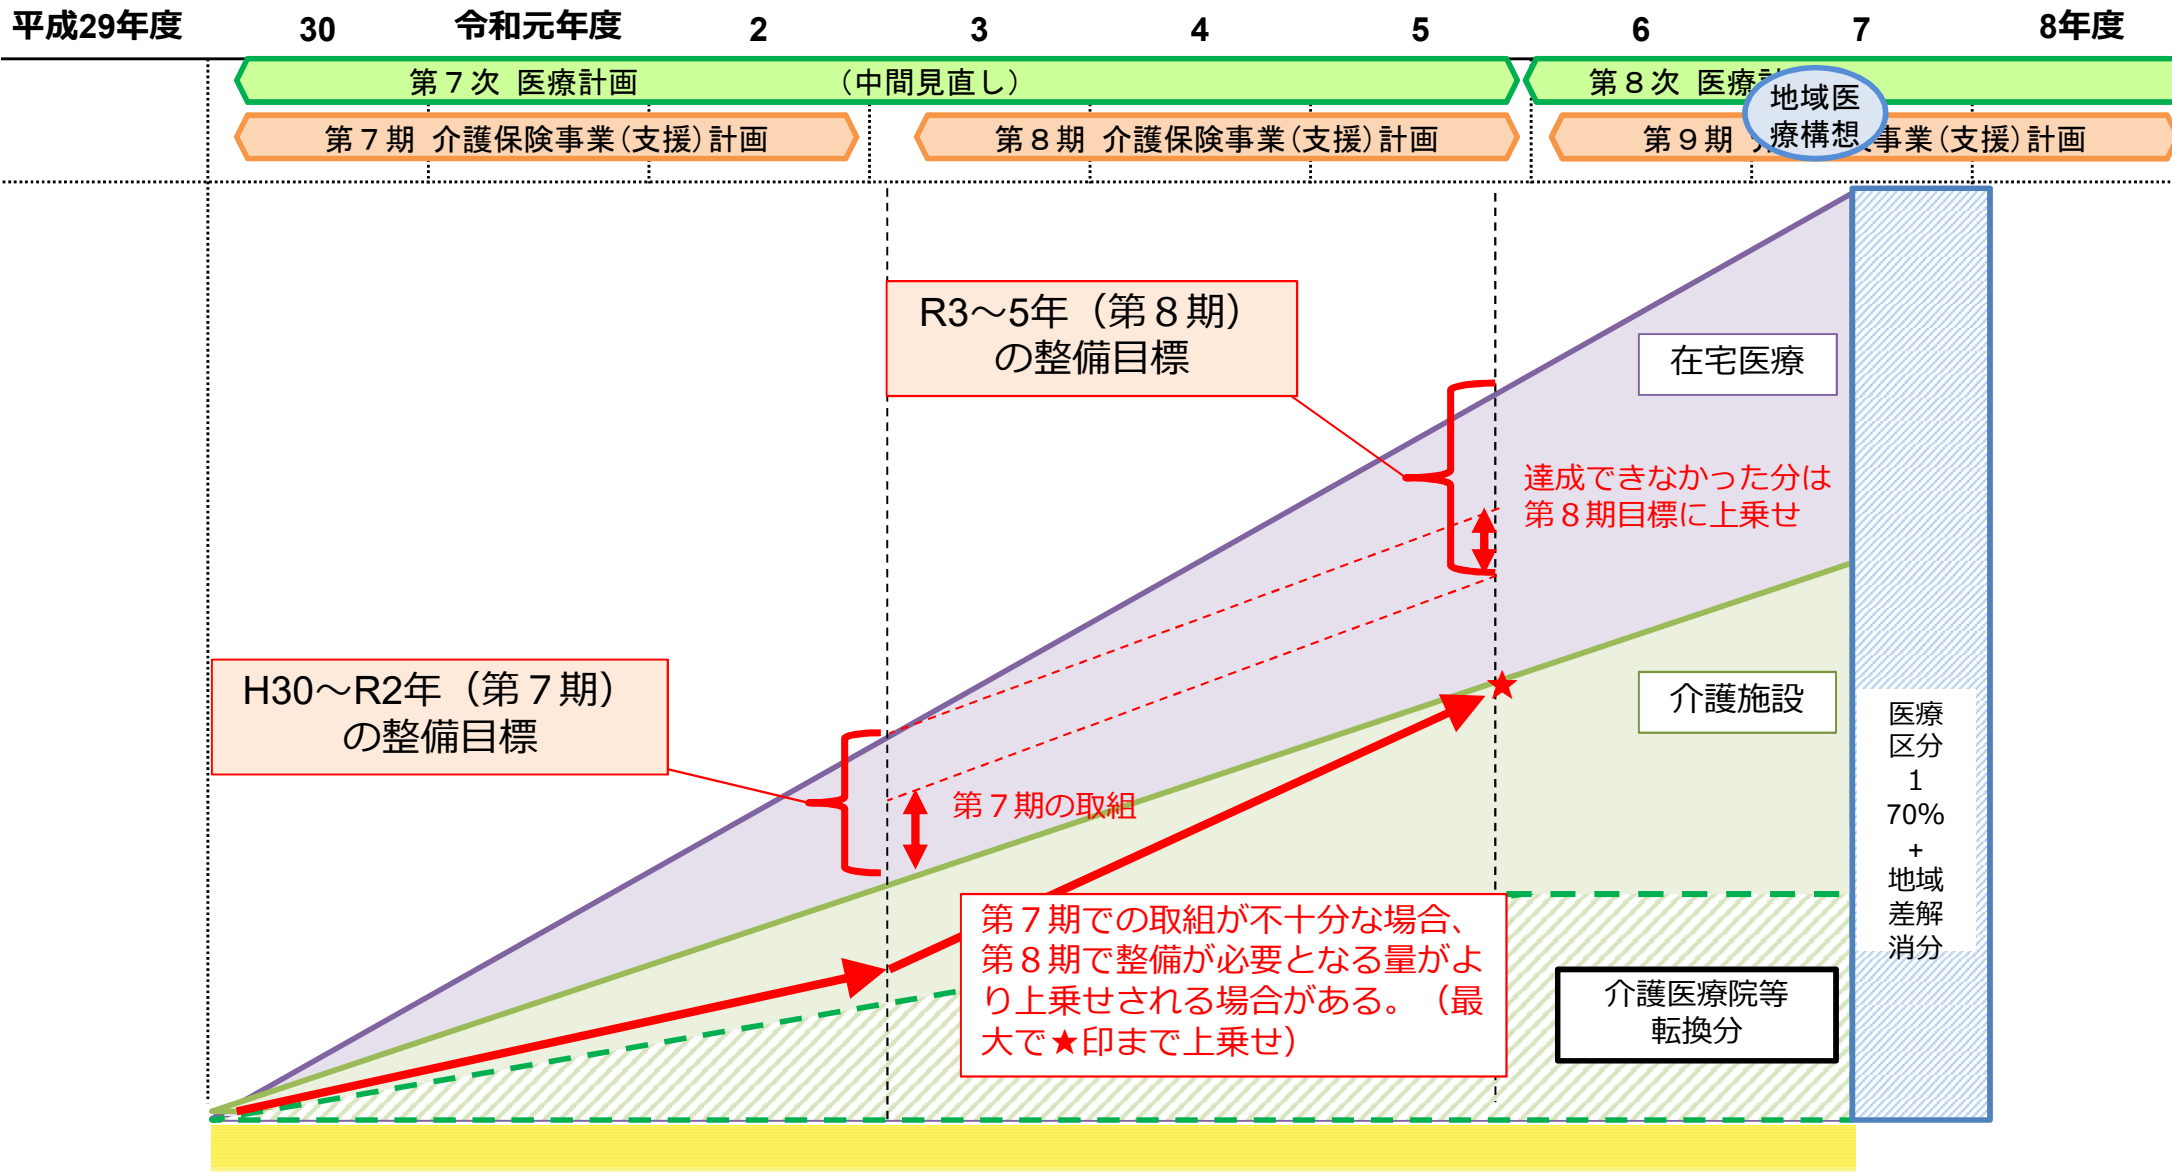 平成29年度 30 令和元年度 2 3 4 5 6 7 8年度
第７次 医療計画 （中間見直し） 第８次 医療
地域医
療構想
第７期 介護保険事業(支援)計画 第８期 介護保険事業(支援)計画 第９期 事業(支援)計画
R3～5年（第８期）
の整備目標
在宅医療
達成できなかった分は
第８期目標に上乗せ
H30～R2年（第７期）
の整備目標
介護施設
第７期の取組
医療
区分
1
70%
+
地域
差解
消分
第７期での取組が不十分な場合、
第８期で整備が必要となる量がよ
り上乗せされる場合がある。（最
大で★印まで上乗せ）
介護医療院等
転換分